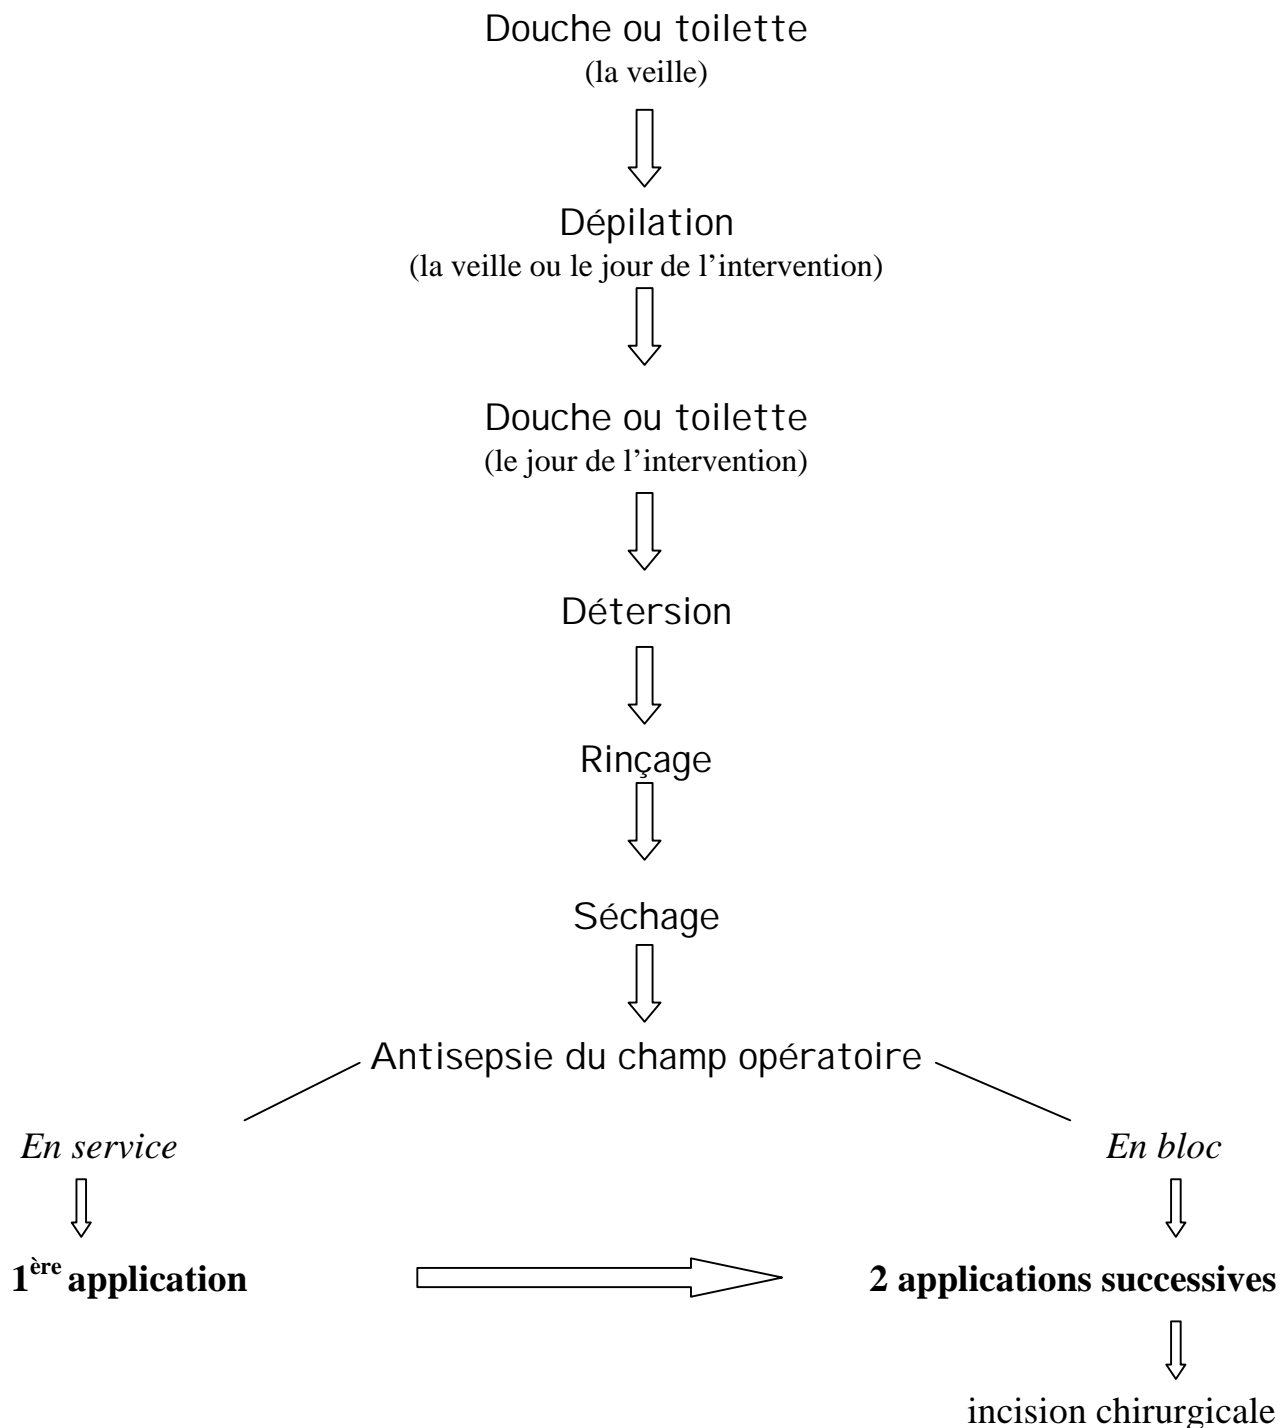 Douche ou toilette
(la veille)
Dépilation
(la veille ou le jour de l’intervention)
Douche ou toilette
(le jour de l’intervention)
Détersion
Rinçage
Séchage
Antisepsie du champ opératoire
En service
En bloc
1ère application
2 applications successives
incision chirurgicale